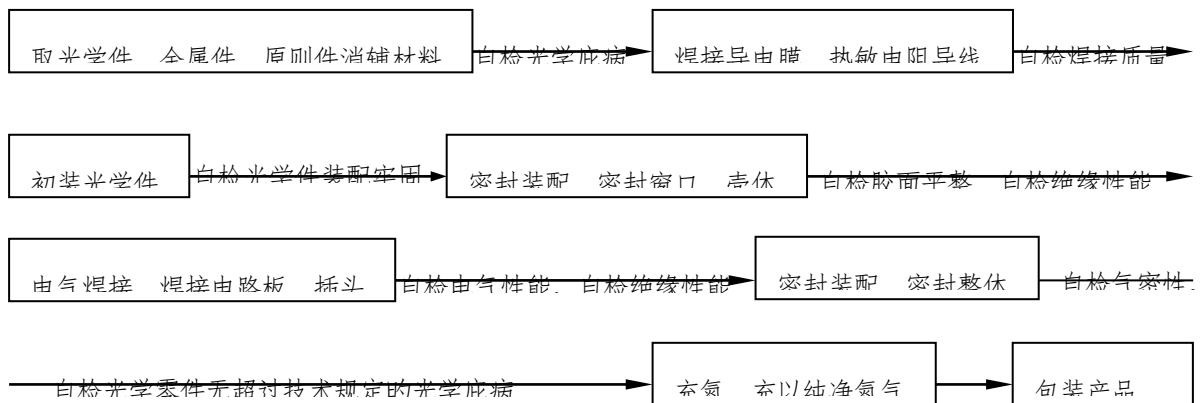 取光学件、金属件、原则件消辅材料 自检光学疵病 焊接导电膜、热敏电阻导线 自检焊接质量
初装光学件 自检光学件装配牢固 密封装配、密封窗口、壳体 自检胶面平整、自检绝缘性能
电气焊接、焊接电路板、插头 自检电气性能、自检绝缘性能 密封装配、密封整体 自检气密性
自检光学零件无超过技术规定的光学疵病 充氮、充以纯净氮气 包装产品